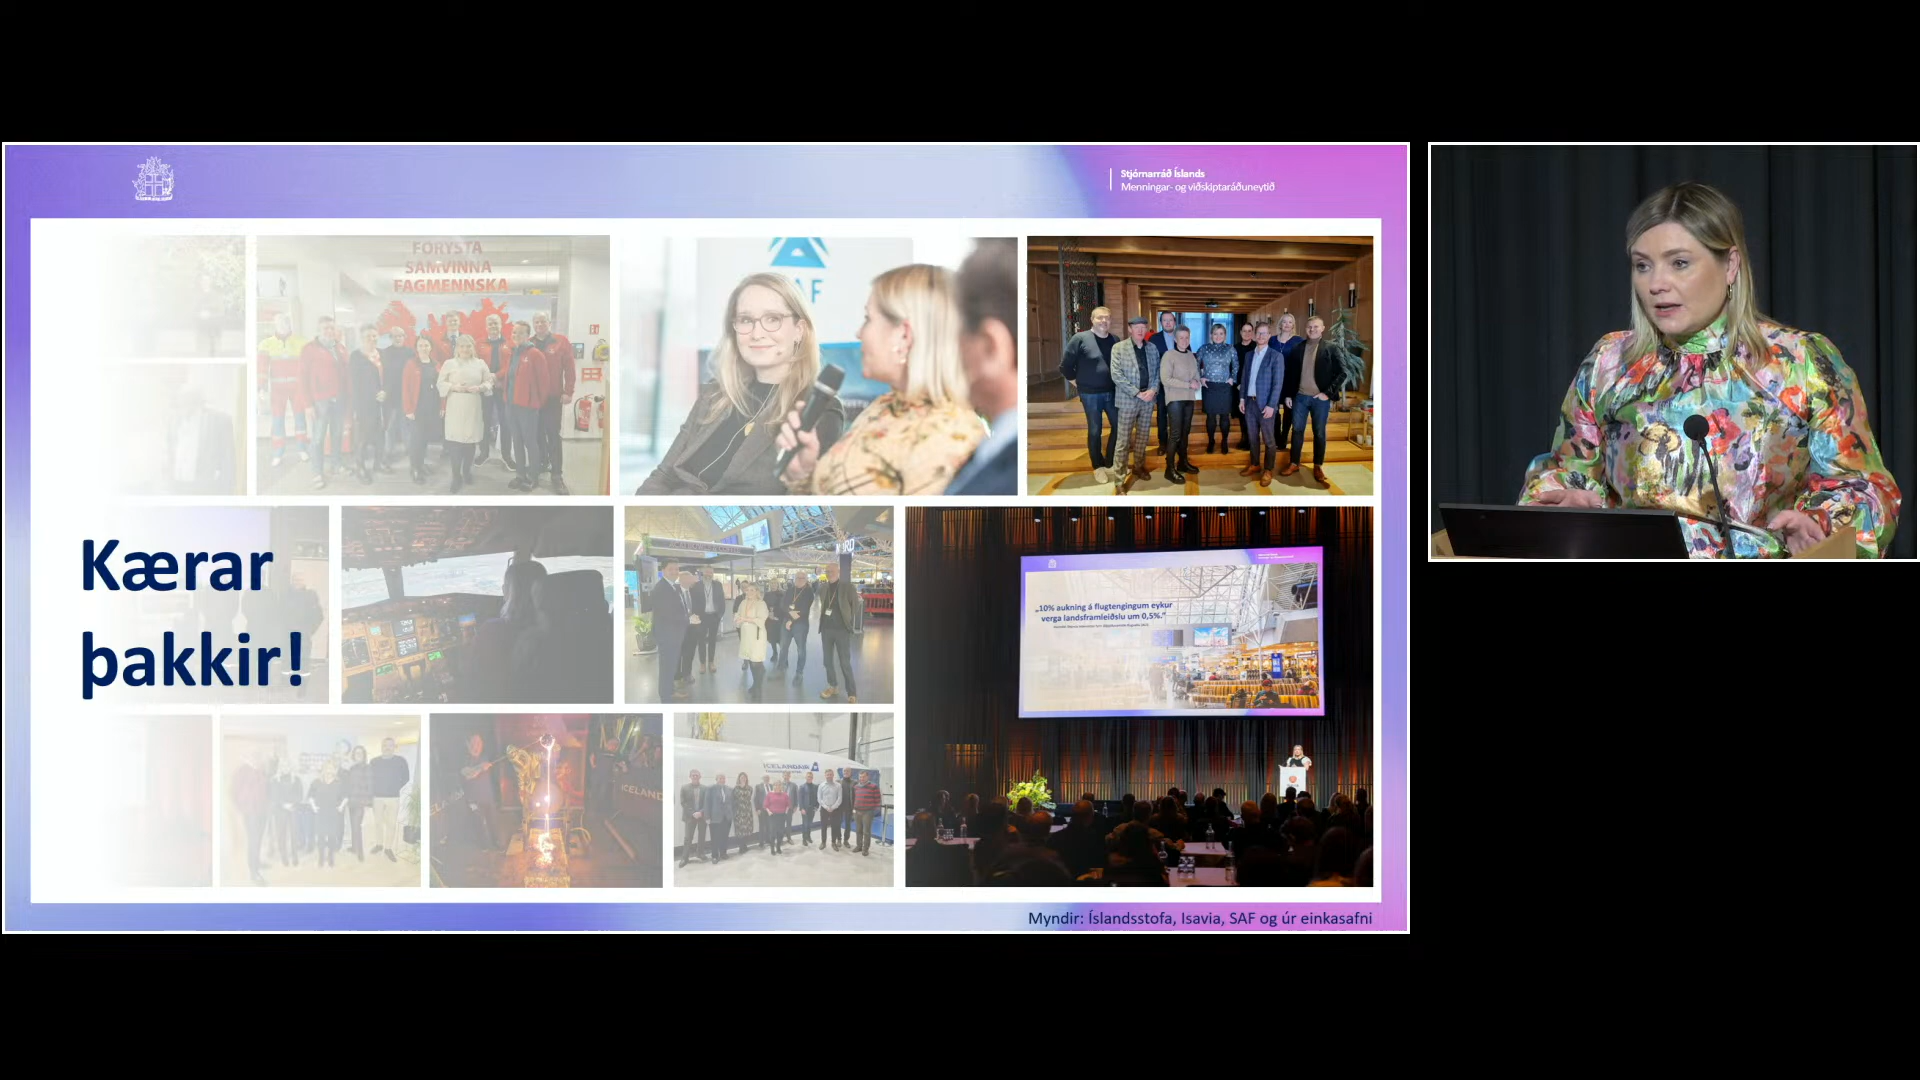 Stjórnarráð Íslands
Menningar- og viðskiptaráðuneytið
FORYSTA
SAMVINNA
FAGMENNSKA
SAF
Kærar
þakkir!
„10% aukning á flugtengingum eykur
verga landsframleiðslu um 0,5%.“
ICELANDAIR
Myndir: Íslandsstofa, Isavia, SAF og úr einkasafni